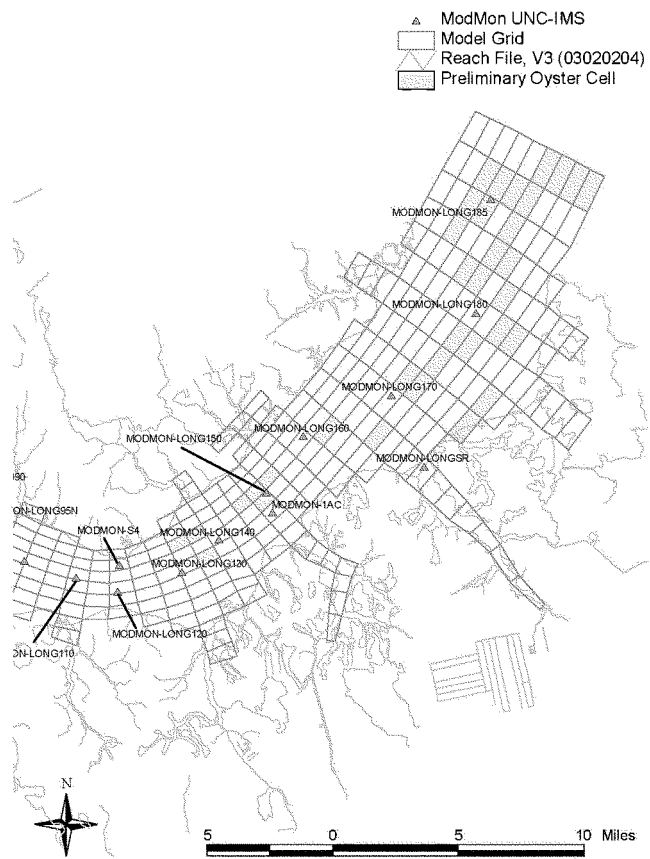 ModMon UNC-IMS
Model Grid
Reach File, V3 (03020204)
Preliminary Oyster Cell
MODMON-LONG185
MODMON-LONG180
MODMON-LONG170
MODMON-LONG150
MODMON-LONG160
MODMON-LONGSR
090
ON-LONG95N
MODMON-S4
MODMON-1AC
MODMON-LONG140
MODMON-LONG130
MODMON-LONG120
ON-LONG110
N
5 0 5 10 Miles